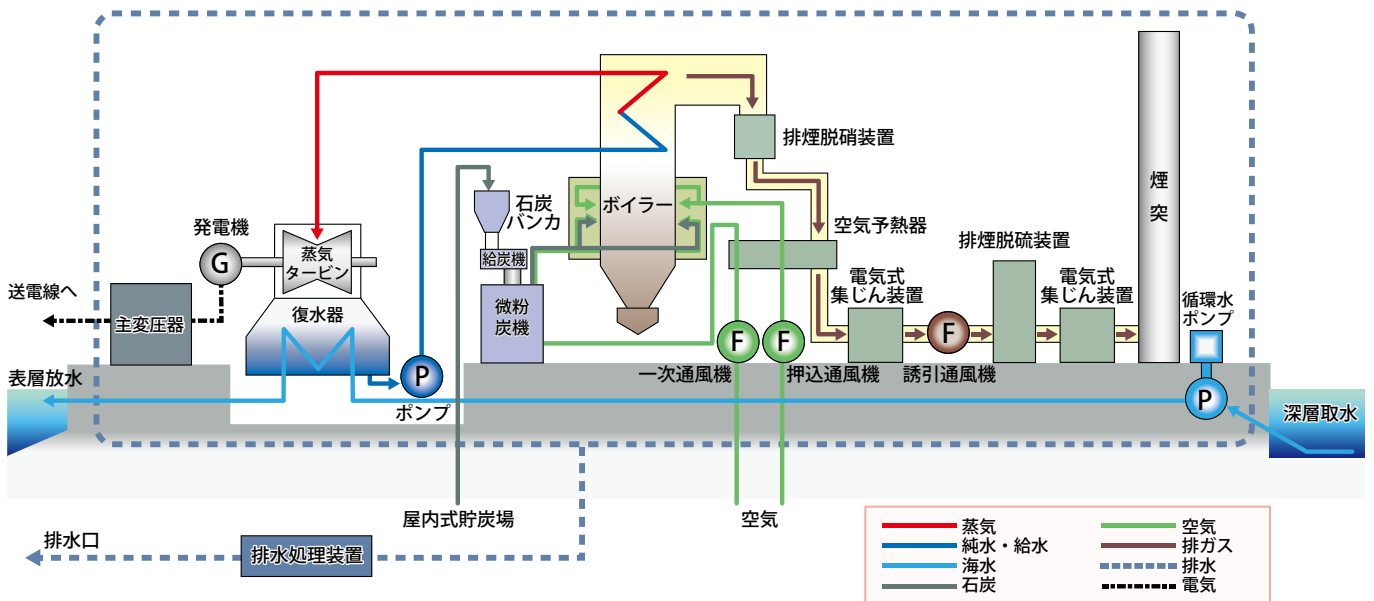 排煙脱硝装置
煙
突
石炭
バンカ
ボイラー
発電機
G
蒸気
タービン
給炭機
空気予熱器
排煙脱硫装置
電気式
集じん装置
電気式
集じん装置
送電線へ
主変圧器
復水器
微粉
炭機
循環水
ポンプ
F
F
F
一次通風機
押込通風機
誘引通風機
表層放水
P
ポンプ
P
深層取水
屋内式貯炭場
空気
排水口
排水処理装置
蒸気
純水・給水
海水
石炭
空気
排ガス
排水
電気